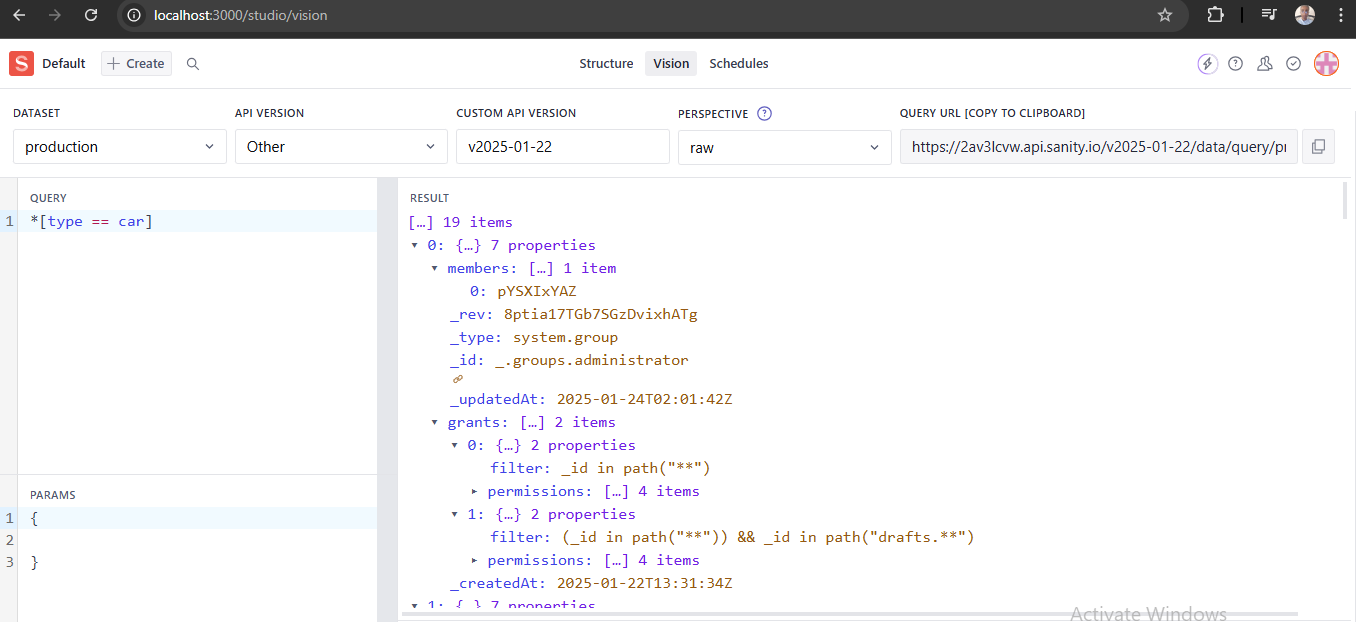 localhost:3000/studio/vision
S Default + Create Structure Vision Schedules
DATASET API VERSION CUSTOM API VERSION PERSPECTIVE ? QUERY URL [COPY TO CLIPBOARD]
production Other v2025-01-22 raw https://2av3lcvw.api.sanity.io/v2025-01-22/data/query/pr
QUERY
1 *[type == car]
PARAMS
1 {
2
3 }
RESULT
[…] 19 items
0: {…} 7 properties
members: […] 1 item
0: pYSXIxYAZ
_rev: 8ptia17TGb7SGzDvixhATg
_type: system.group
_id: _.groups.administrator
_updatedAt: 2025-01-24T02:01:42Z
grants: […] 2 items
0: {…} 2 properties
filter: _id in path("**")
permissions: […] 4 items
1: {…} 2 properties
filter: (_id in path("**")) && _id in path("drafts.**")
permissions: […] 4 items
_createdAt: 2025-01-22T13:31:34Z
1: {…} 7 properties
Activate Windows